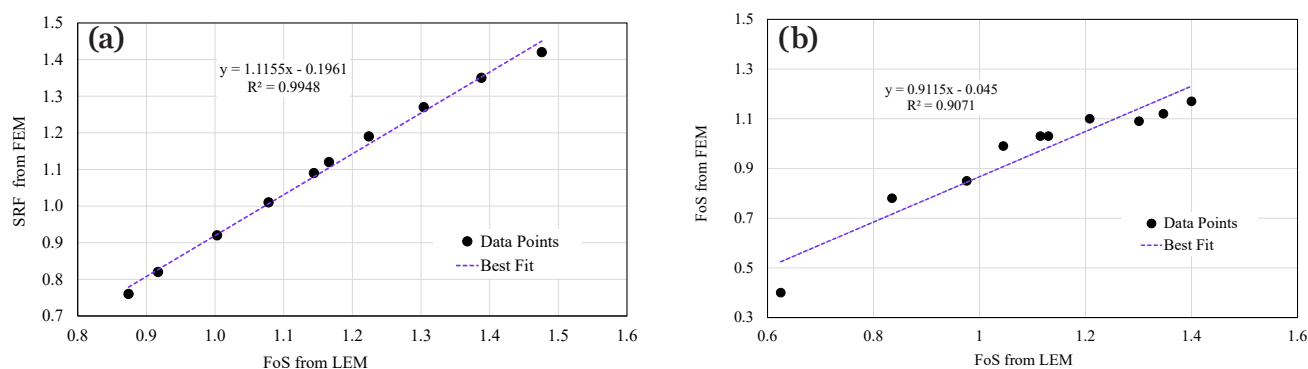 (a)
y = 1.1155x - 0.1961
R² = 0.9948
1.5
1.4
1.3
1.2
1.1
1.0
0.9
0.8
0.7
SRF from FEM
Data Points
Best Fit
0.8 0.9 1.0 1.1 1.2 1.3 1.4 1.5 1.6
FoS from LEM
(b)
y = 0.9115x - 0.045
R² = 0.9071
1.5
1.3
1.1
0.9
0.7
0.5
0.3
FoS from FEM
Data Points
Best Fit
0.6 0.8 1 1.2 1.4 1.6
FoS from LEM